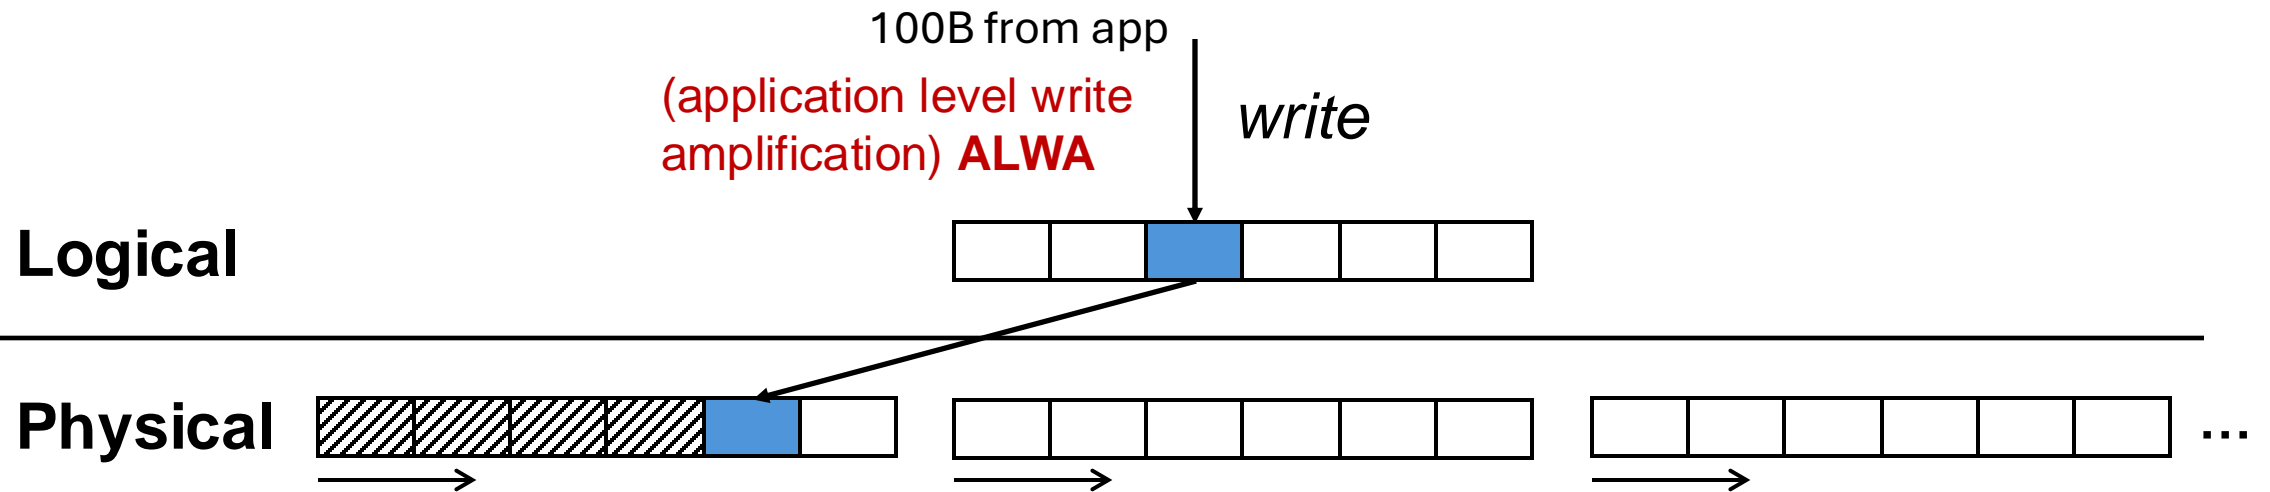 100B from app
(application level write
amplification) ALWA
write
Logical
Physical
...